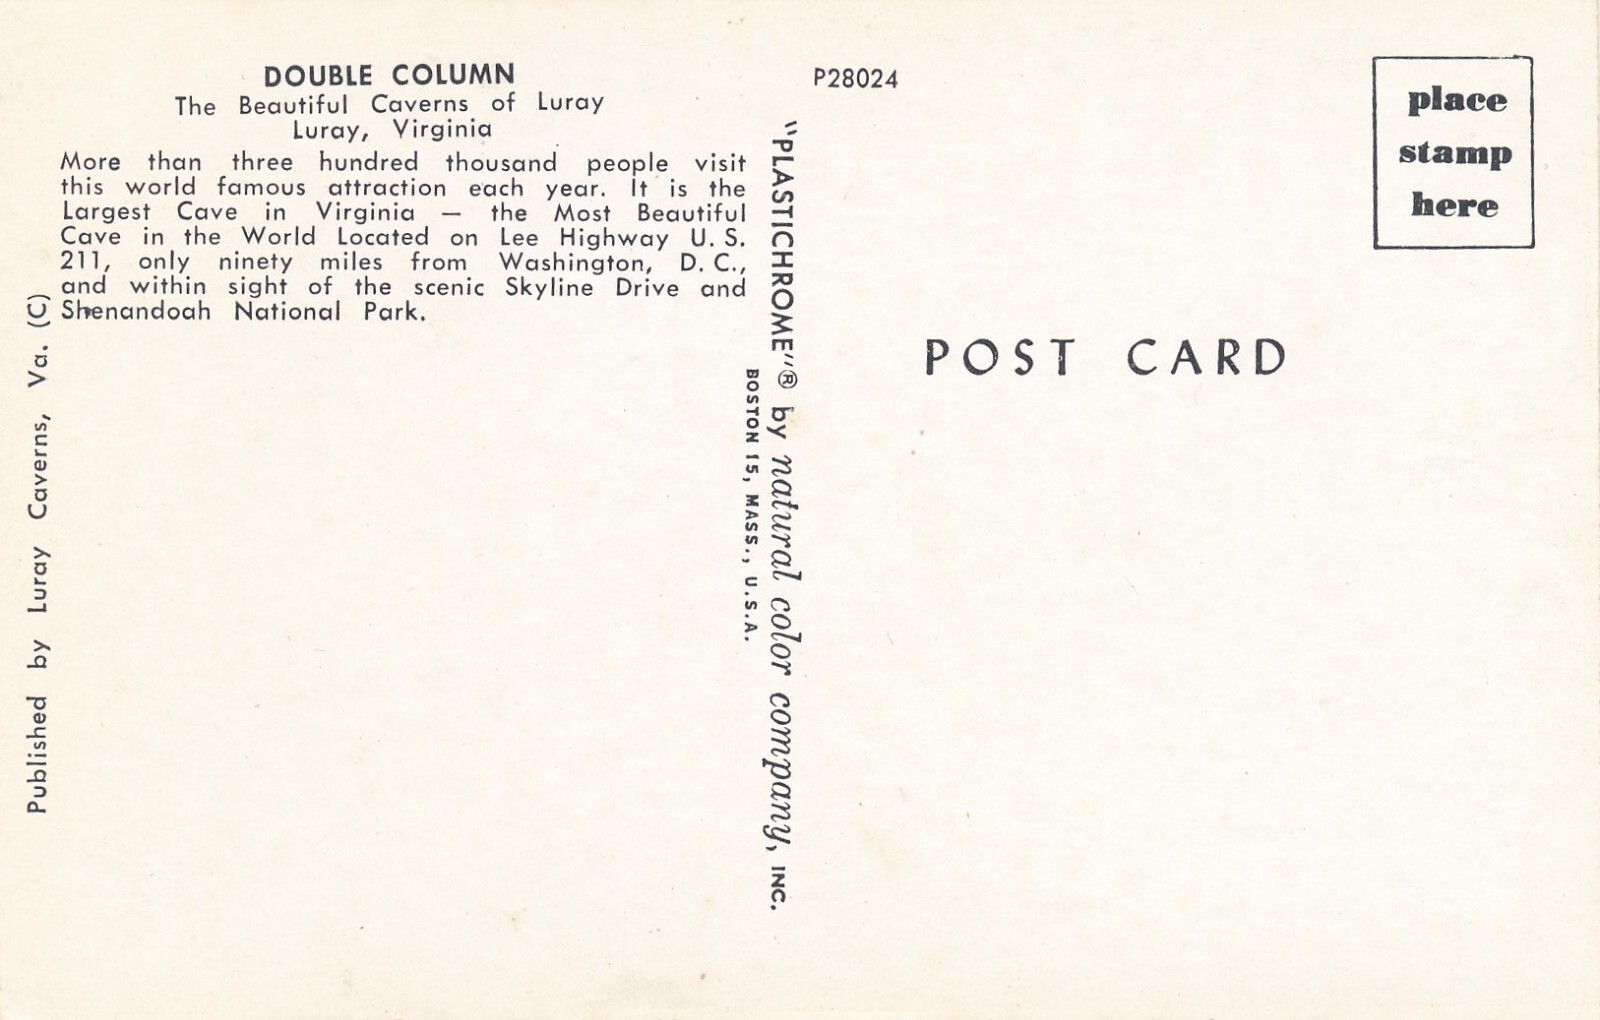 DOUBLE COLUMN
The Beautiful Caverns of Luray
Luray, Virginia
More than three hundred thousand people visit
this world famous attraction each year. It is the
Largest Cave in Virginia — the Most Beautiful
Cave in the World Located on Lee Highway U. S.
211, only ninety miles from Washington, D. C.,
and within sight of the scenic Skyline Drive and
Shenandoah National Park.
Published by Luray Caverns, Va. (C)
"PLASTICHROME"® by natural color company, INC.
BOSTON 15, MASS., U.S.A.
P28024
place
stamp
here
POST CARD